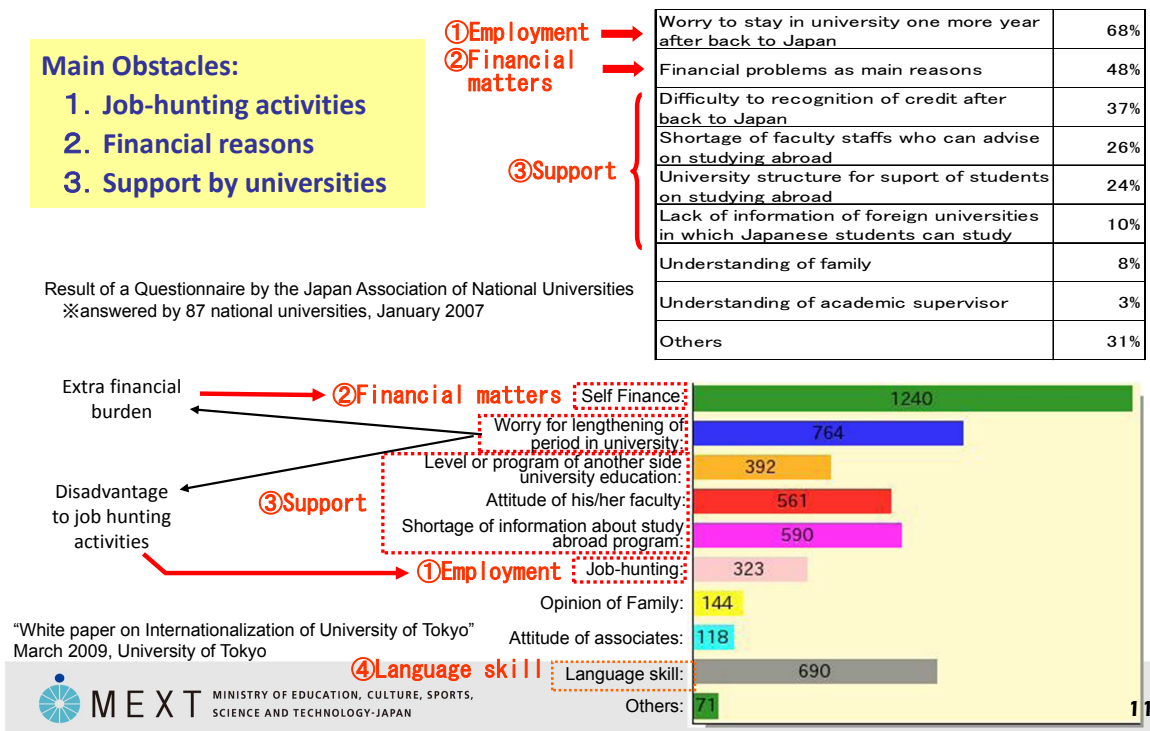 Main Obstacles:
1. Job-hunting activities
2. Financial reasons
3. Support by universities
①Employment
②Financial
matters
③Support
Worry to stay in university one more year
after back to Japan
68%
Financial problems as main reasons
48%
Difficulty to recognition of credit after
back to Japan
37%
Shortage of faculty staffs who can advise
on studying abroad
26%
University structure for suport of students
on studying abroad
24%
Lack of information of foreign universities
in which Japanese students can study
10%
Understanding of family
8%
Understanding of academic supervisor
3%
Others
31%
Result of a Questionnaire by the Japan Association of National Universities
※answered by 87 national universities, January 2007
Extra financial
burden
Disadvantage
to job hunting
activities
②Financial matters
③Support
①Employment
④Language skill
Self Finance:
1240
Worry for lengthening of
period in university:
764
Level or program of another side
university education:
392
Attitude of his/her faculty:
561
Shortage of information about study
abroad program:
590
Job-hunting:
323
Opinion of Family:
144
Attitude of associates:
118
Language skill:
690
Others:
71
“White paper on Internationalization of University of Tokyo”
March 2009, University of Tokyo
MEXT
MINISTRY OF EDUCATION, CULTURE, SPORTS,
SCIENCE AND TECHNOLOGY-JAPAN
11